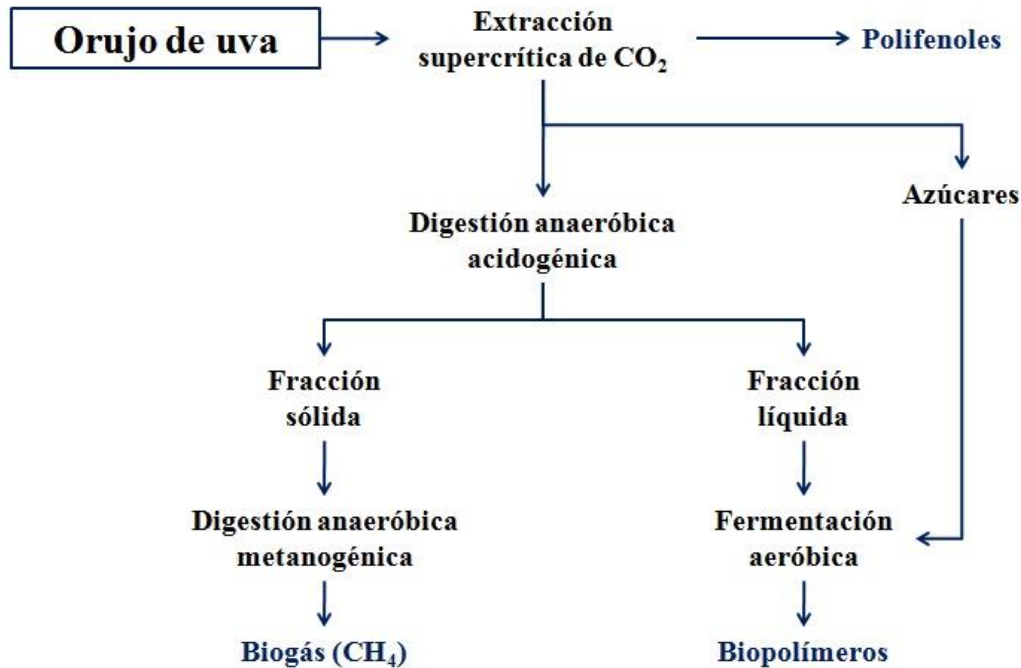 Orujo de uva
Extracción
supercrítica de CO₂
Polifenoles
Azúcares
Digestión anaeróbica
acidogénica
Fracción
sólida
Fracción
líquida
Digestión anaeróbica
metanogénica
Fermentación
aeróbica
Biogás (CH₄)
Biopolímeros